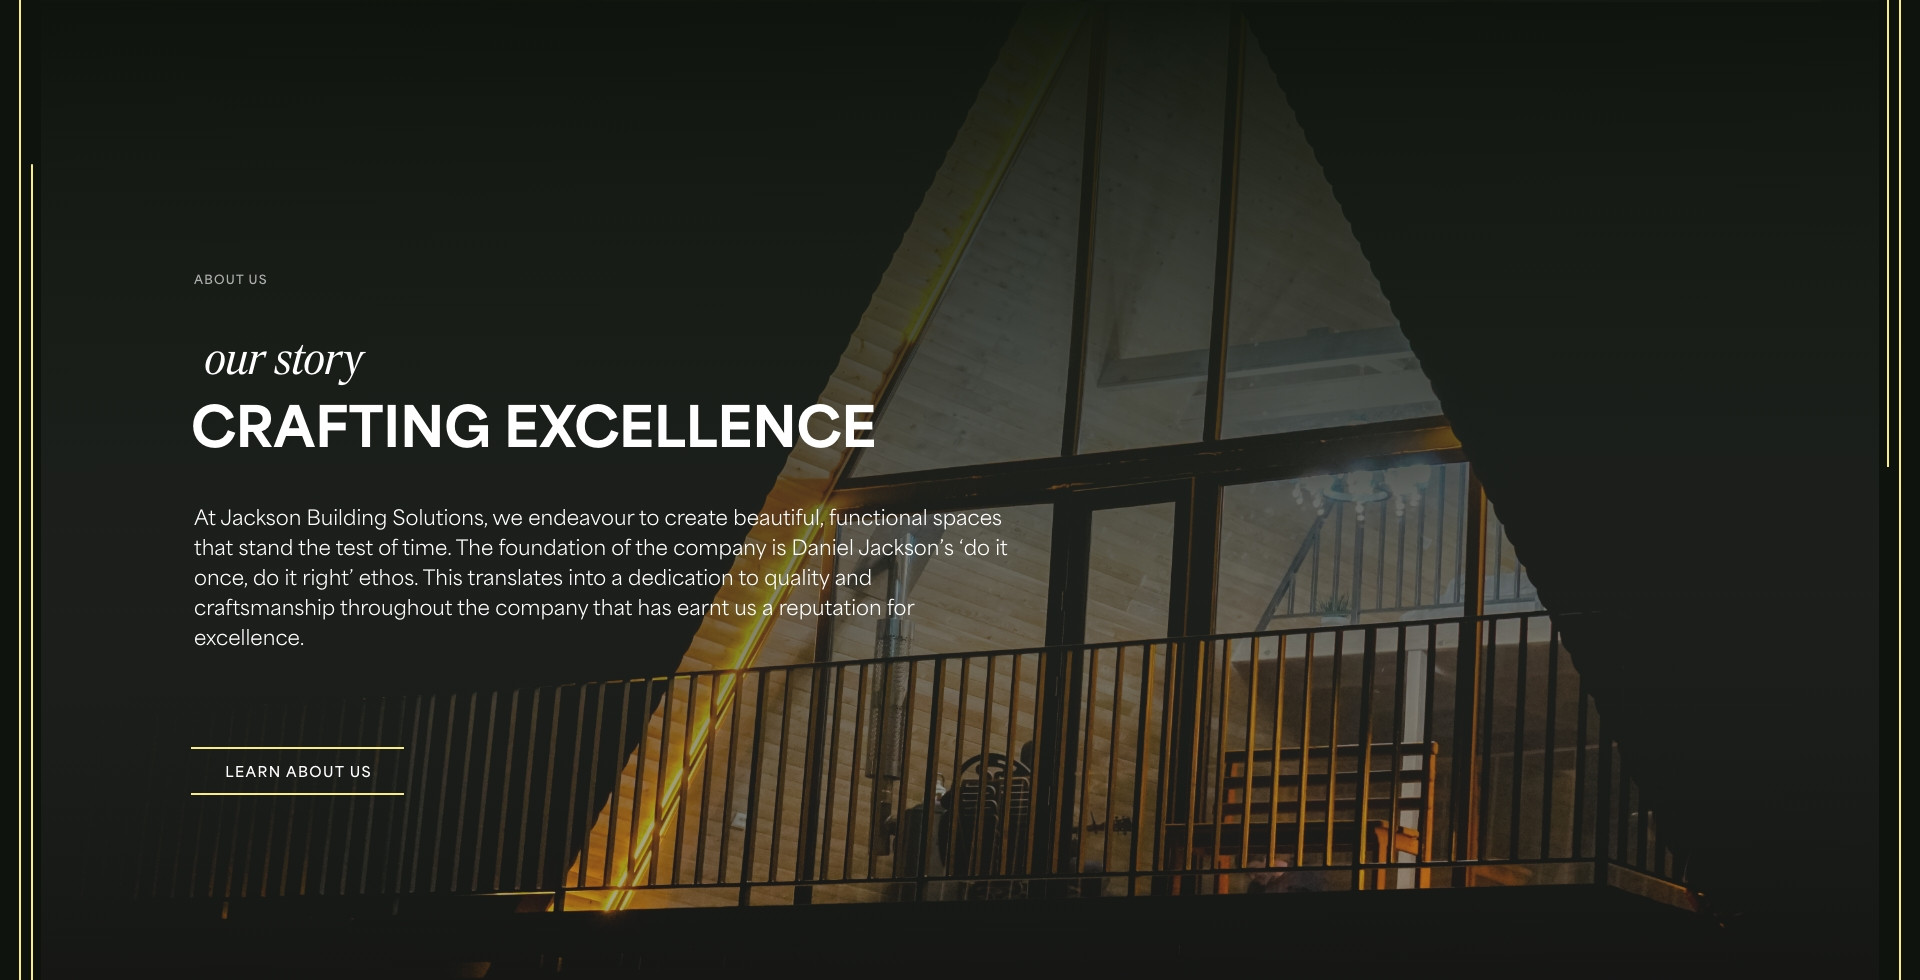 ABOUT US
our story
CRAFTING EXCELLENCE
At Jackson Building Solutions, we endeavour to create beautiful, functional spaces
that stand the test of time. The foundation of the company is Daniel Jackson’s ‘do it
once, do it right’ ethos. This translates into a dedication to quality and
craftsmanship throughout the company that has earnt us a reputation for
excellence.
LEARN ABOUT US